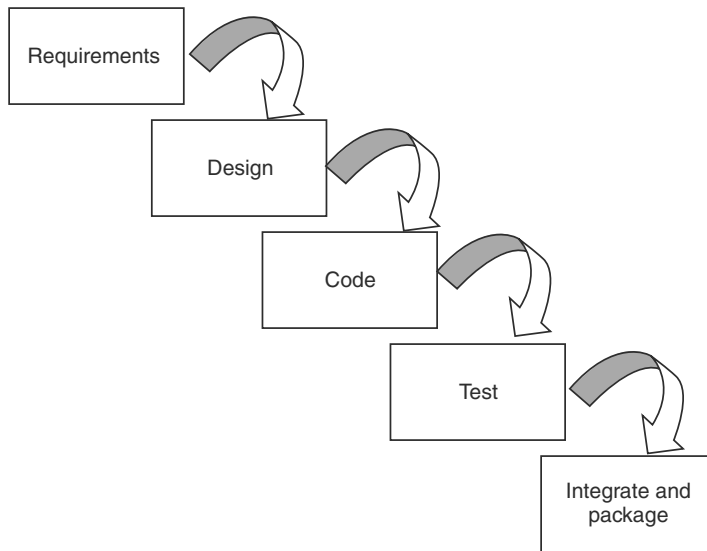 Requirements
Design
Code
Test
Integrate and
package